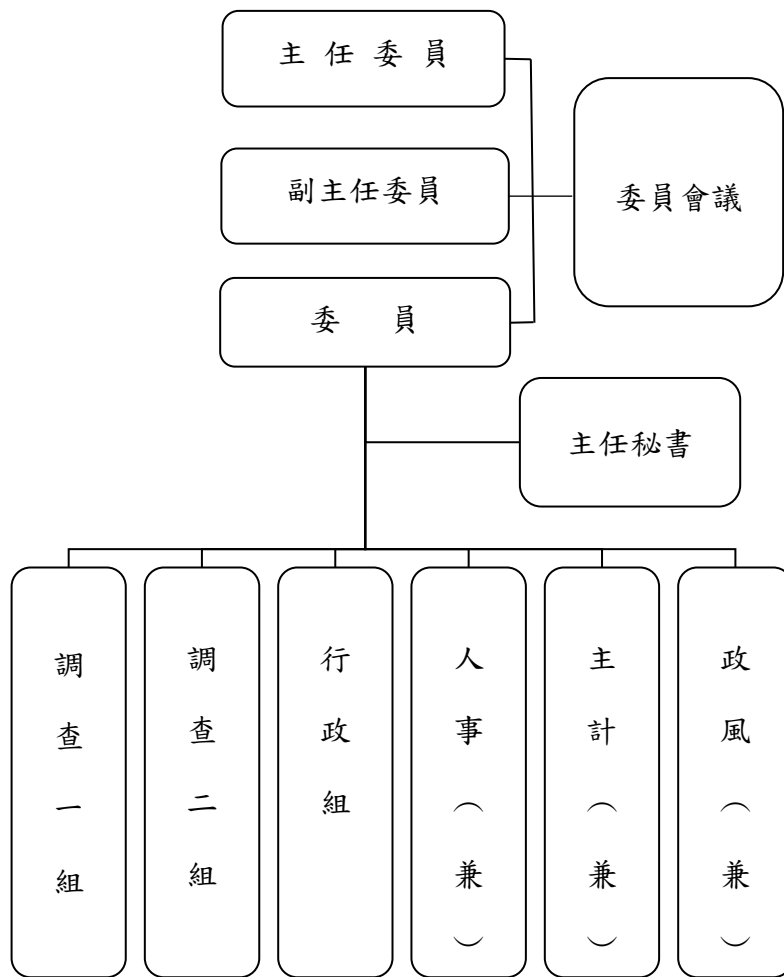 主任委員
副主任委員
委員會議
委 員
主任秘書
調查一組
調查二組
行政組
人事（兼）
主計（兼）
政風（兼）